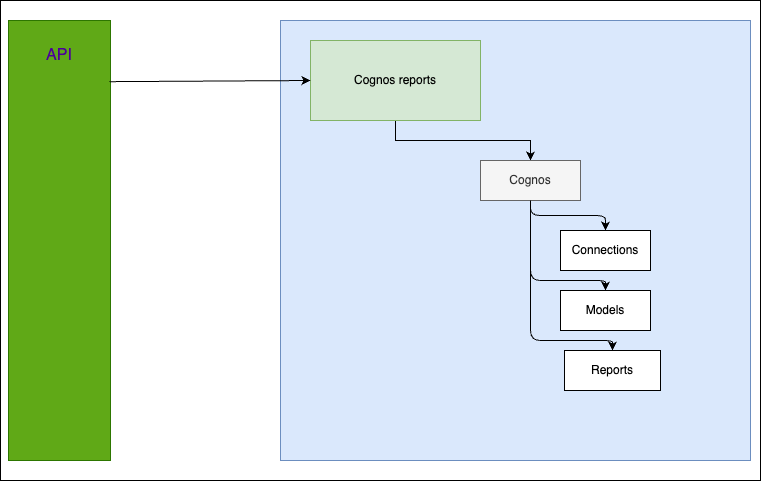 API
Cognos reports
Cognos
Connections
Models
Reports